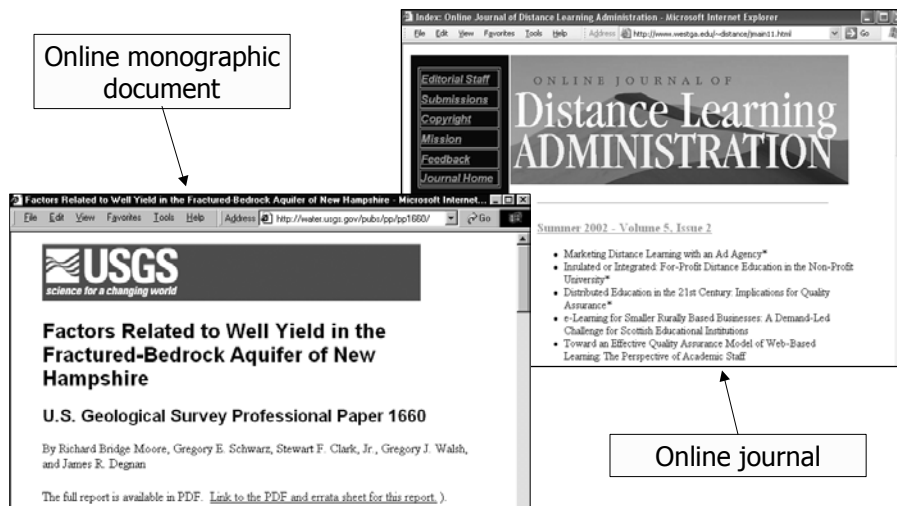 Online monographic
document
Index: Online Journal of Distance Learning Administration - Microsoft Internet Explorer
File Edit View Favorites Tools Help Address http://www.westga.edu/~distance/jmain11.html Go
Editorial Staff
Submissions
Copyright
Mission
Feedback
Journal Home
ONLINE JOURNAL OF
Distance Learning
ADMINISTRATION
Summer 2002 - Volume 5, Issue 2
• Marketing Distance Learning with an Ad Agency*
• Insulated or Integrated: For-Profit Distance Education in the Non-Profit
University*
• Distributed Education in the 21st Century: Implications for Quality
Assurance*
• e-Learning for Smaller Rurally Based Businesses: A Demand-Led
Challenge for Scottish Educational Institutions
• Toward an Effective Quality Assurance Model of Web-Based
Learning: The Perspective of Academic Staff
Online journal
Factors Related to Well Yield in the Fractured-Bedrock Aquifer of New Hampshire - Microsoft Internet...
File Edit View Favorites Tools Help Address http://water.usgs.gov/pubs/pp/pp1660/ Go
USGS
science for a changing world
Factors Related to Well Yield in the
Fractured-Bedrock Aquifer of New
Hampshire
U.S. Geological Survey Professional Paper 1660
By Richard Bridge Moore, Gregory E. Schwarz, Stewart F. Clark, Jr., Gregory J. Walsh,
and James R. Degnan
The full report is available in PDF. Link to the PDF and errata sheet for this report. ).